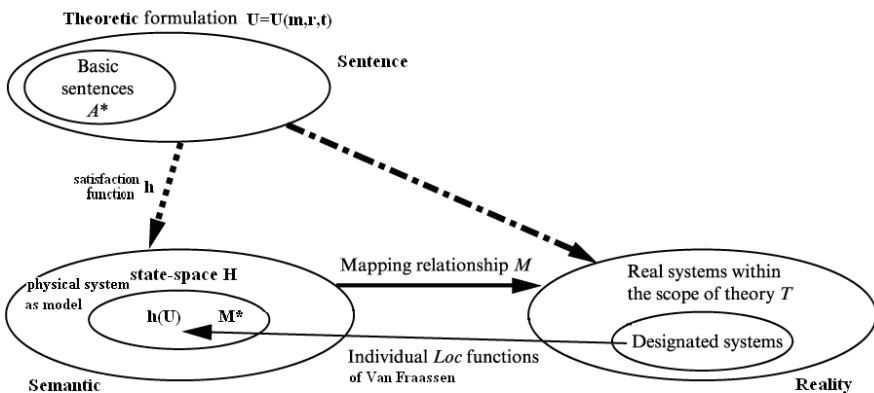 Theoretic formulation U=U(m,r,t)
Sentence
Basic
sentences
A*
satisfaction
function h
physical system
as model
state-space H
h(U) M*
Semantic
Mapping relationship M
Individual Loc functions
of Van Fraassen
Real systems within
the scope of theory T
Designated systems
Reality